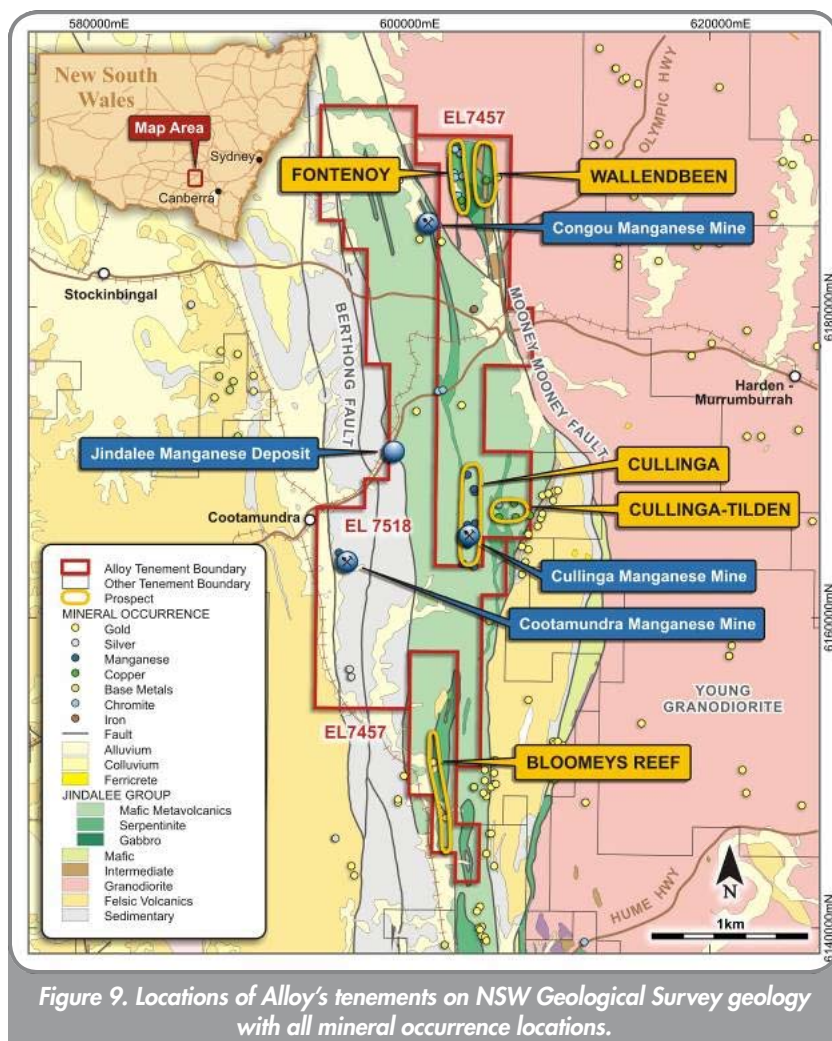 580000mE
600000mE
620000mE
New South
Wales
Map Area
Sydney
Canberra
EL7457
OLYMPIC HWY
FONTENOY
WALLENDBEEN
Congou Manganese Mine
Stockinbingal
6180000mN
BERTHONG FAULT
MOONEY MOONEY FAULT
Harden -
Murrumburrah
Jindalee Manganese Deposit
CULLINGA
CULLINGA-TILDEN
Cootamundra
EL 7518
Cullinga Manganese Mine
Cootamundra Manganese Mine
6160000mN
YOUNG
GRANODIORITE
EL7457
BLOOMEYS REEF
HUME HWY
N
1km
6140000mN
Alloy Tenement Boundary
Other Tenement Boundary
Prospect
MINERAL OCCURRENCE
Gold
Silver
Manganese
Copper
Base Metals
Chromite
Iron
Fault
Alluvium
Colluvium
Ferricrete
JINDALEE GROUP
Mafic Metavolcanics
Serpentinite
Gabbro
Mafic
Intermediate
Granodiorite
Felsic Volcanics
Sedimentary
Figure 9. Locations of Alloy's tenements on NSW Geological Survey geology
with all mineral occurrence locations.